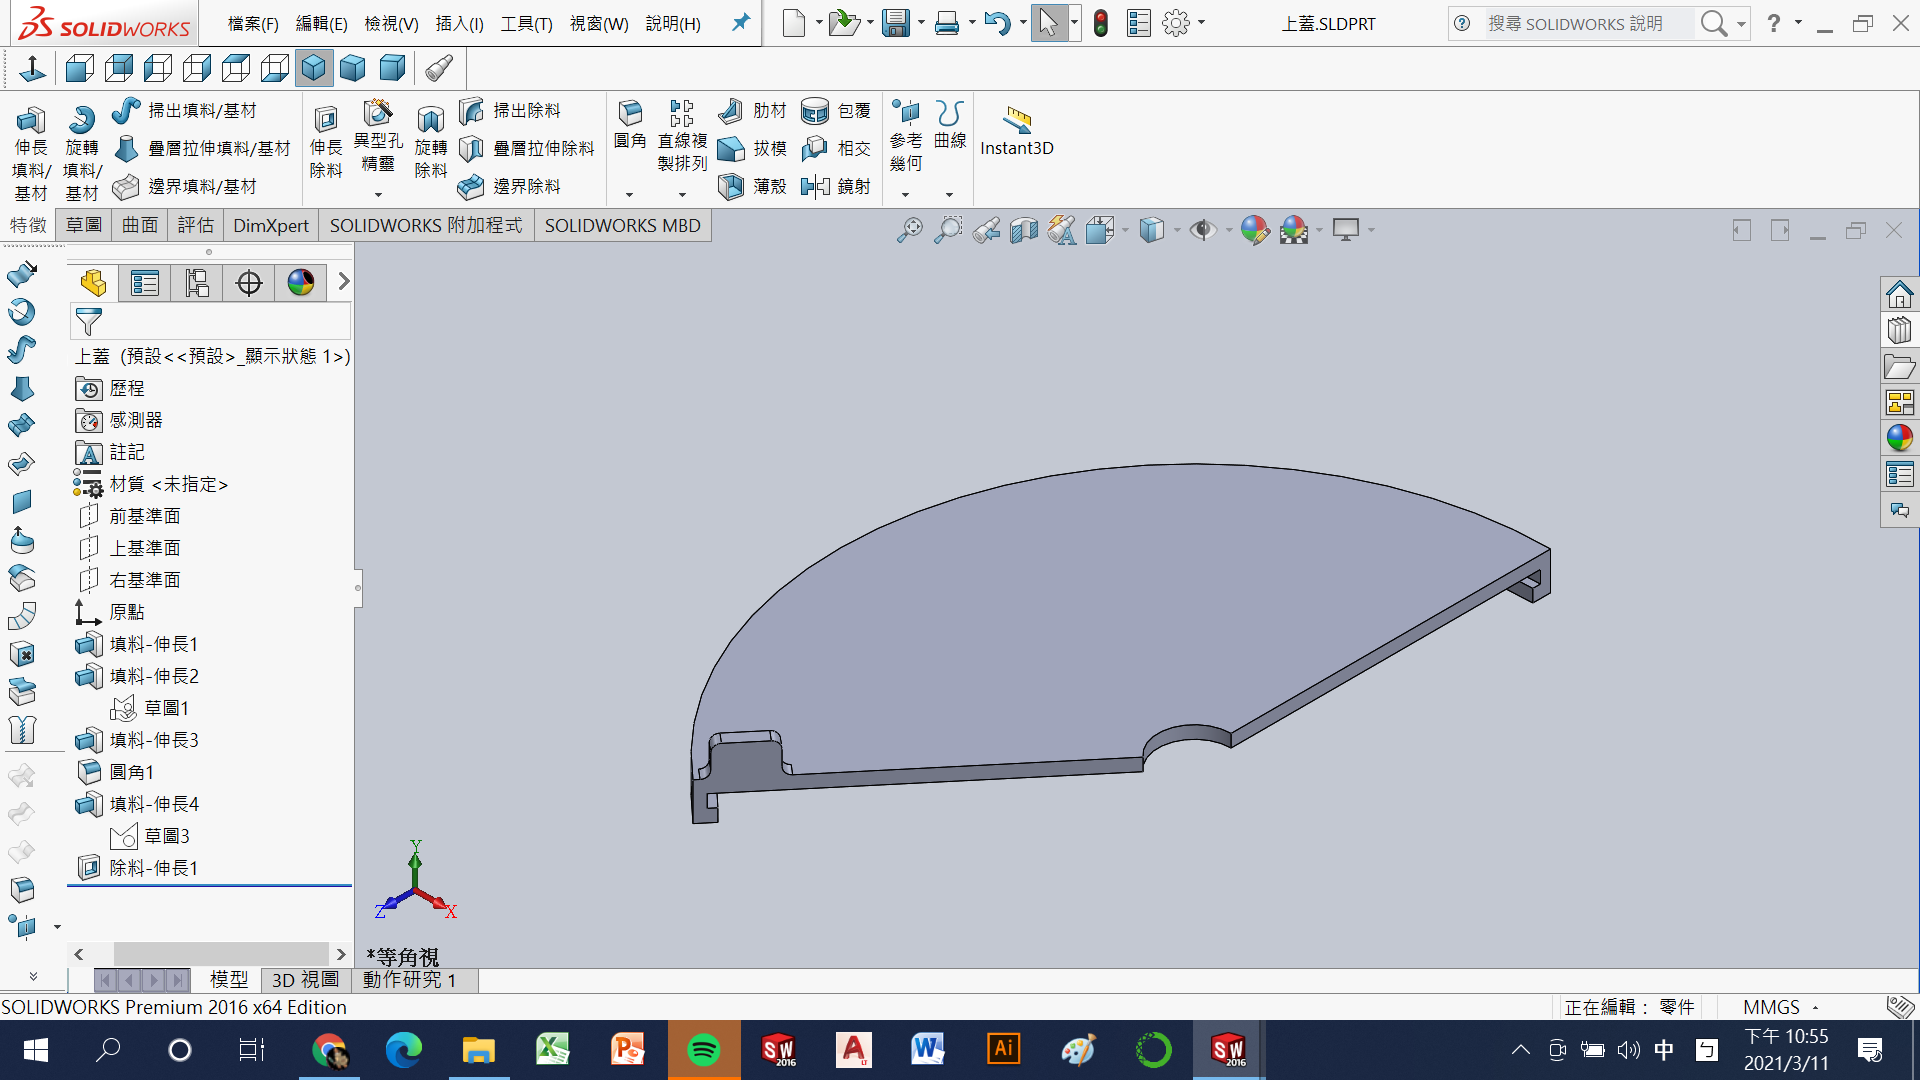 SOLIDWORKS 檔案(F) 編輯(E) 檢視(V) 插入(I) 工具(T) 視窗(W) 說明(H) 上蓋.SLDPRT 搜尋 SOLIDWORKS 說明
伸長填料/基材
旋轉填料/基材
掃出填料/基材
疊層拉伸填料/基材
邊界填料/基材
伸長除料
異型孔精靈
旋轉除料
掃出除料
疊層拉伸除料
邊界除料
圓角
直線複製排列
肋材
拔模
薄殼
包覆
相交
鏡射
參考幾何
曲線
Instant3D
特徵 草圖 曲面 評估 DimXpert SOLIDWORKS 附加程式 SOLIDWORKS MBD
上蓋 (預設<<預設>_顯示狀態 1>)
歷程
感測器
註記
材質 <未指定>
前基準面
上基準面
右基準面
原點
填料-伸長1
填料-伸長2
草圖1
填料-伸長3
圓角1
填料-伸長4
草圖3
除料-伸長1
Y
Z X
*等角視
模型 3D 視圖 動作研究 1
SOLIDWORKS Premium 2016 x64 Edition 正在編輯： 零件 MMGS
中 ㄅ 下午 10:55
2021/3/11